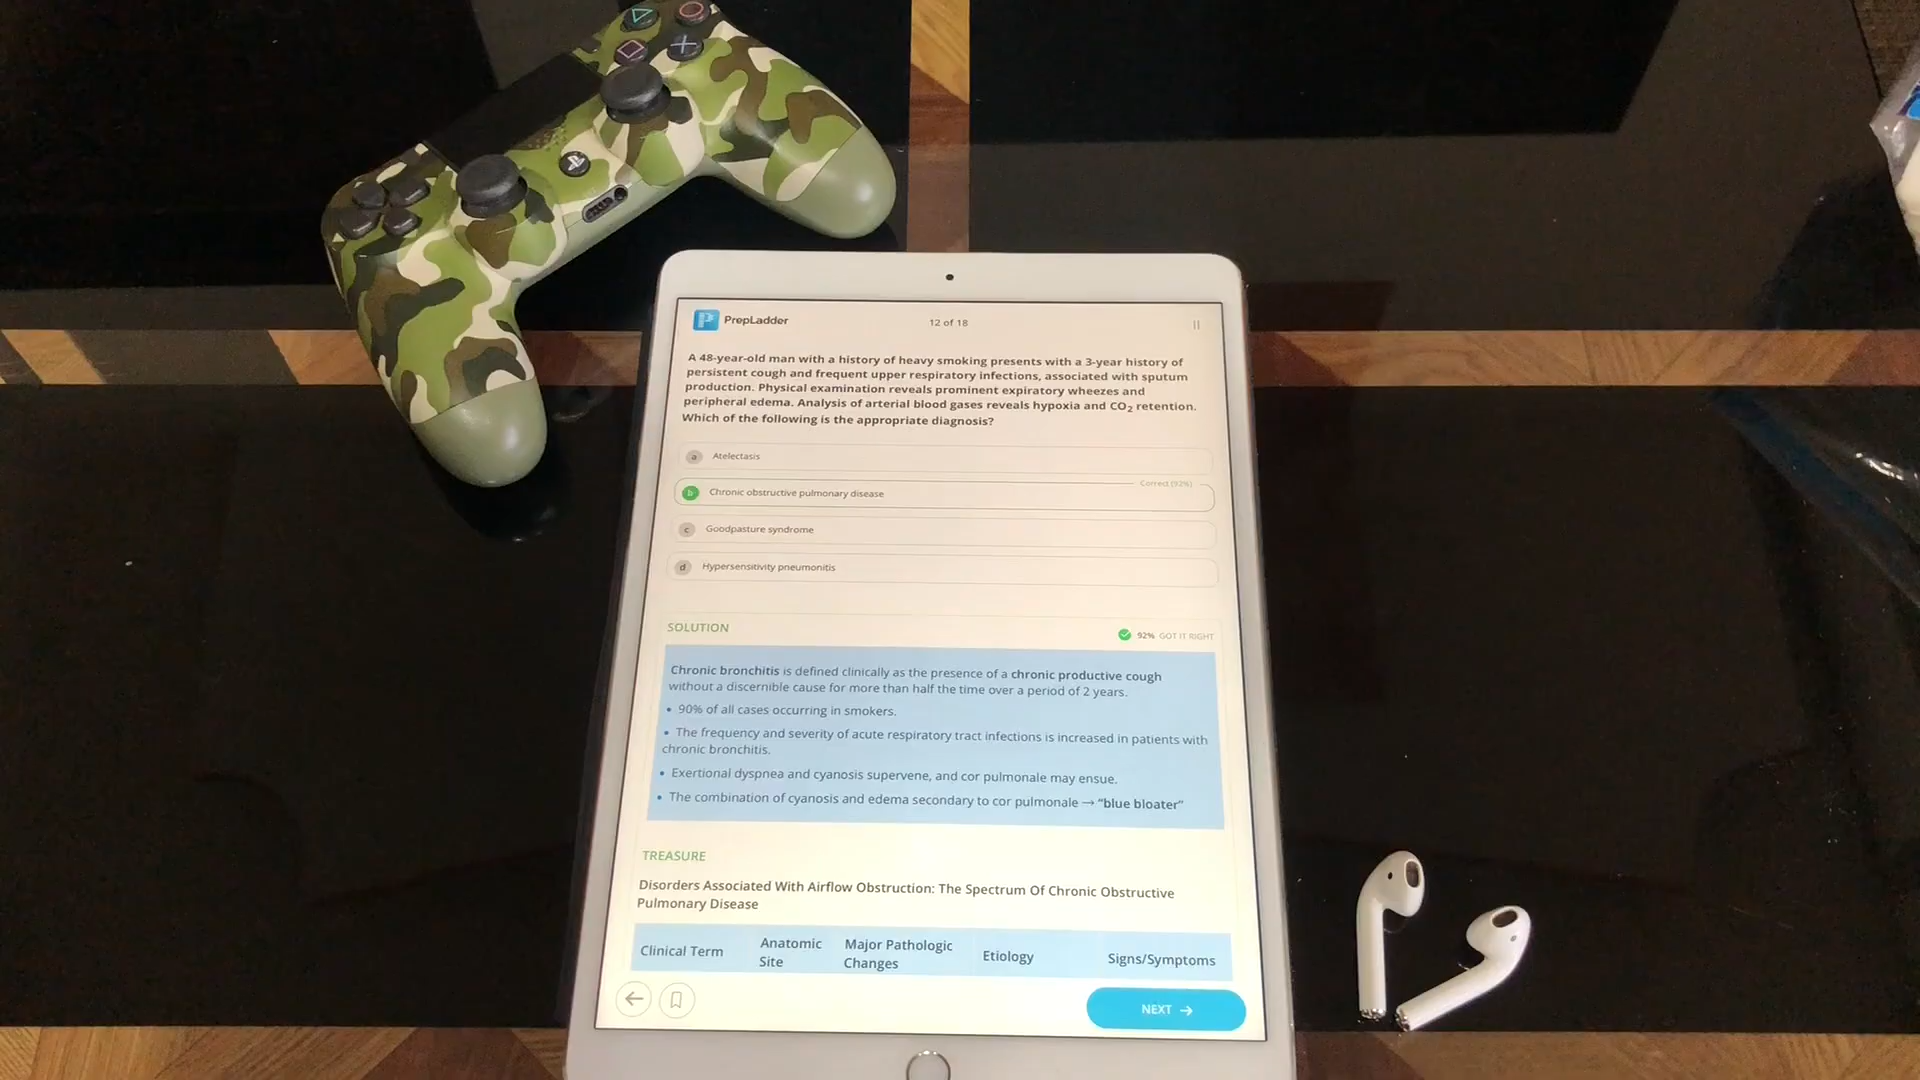 PrepLadder
12 of 18
A 48-year-old man with a history of heavy smoking presents with a 3-year history of
persistent cough and frequent upper respiratory infections, associated with sputum
production. Physical examination reveals prominent expiratory wheezes and
peripheral edema. Analysis of arterial blood gases reveals hypoxia and CO₂ retention.
Which of the following is the appropriate diagnosis?
a Atelectasis
Correct (92%)
b Chronic obstructive pulmonary disease
c Goodpasture syndrome
d Hypersensitivity pneumonitis
SOLUTION
92% GOT IT RIGHT
Chronic bronchitis is defined clinically as the presence of a chronic productive cough
without a discernible cause for more than half the time over a period of 2 years.
• 90% of all cases occurring in smokers.
• The frequency and severity of acute respiratory tract infections is increased in patients with
chronic bronchitis.
• Exertional dyspnea and cyanosis supervene, and cor pulmonale may ensue.
• The combination of cyanosis and edema secondary to cor pulmonale → “blue bloater”
TREASURE
Disorders Associated With Airflow Obstruction: The Spectrum Of Chronic Obstructive
Pulmonary Disease
Clinical Term
Anatomic
Site
Major Pathologic
Changes
Etiology
Signs/Symptoms
NEXT →